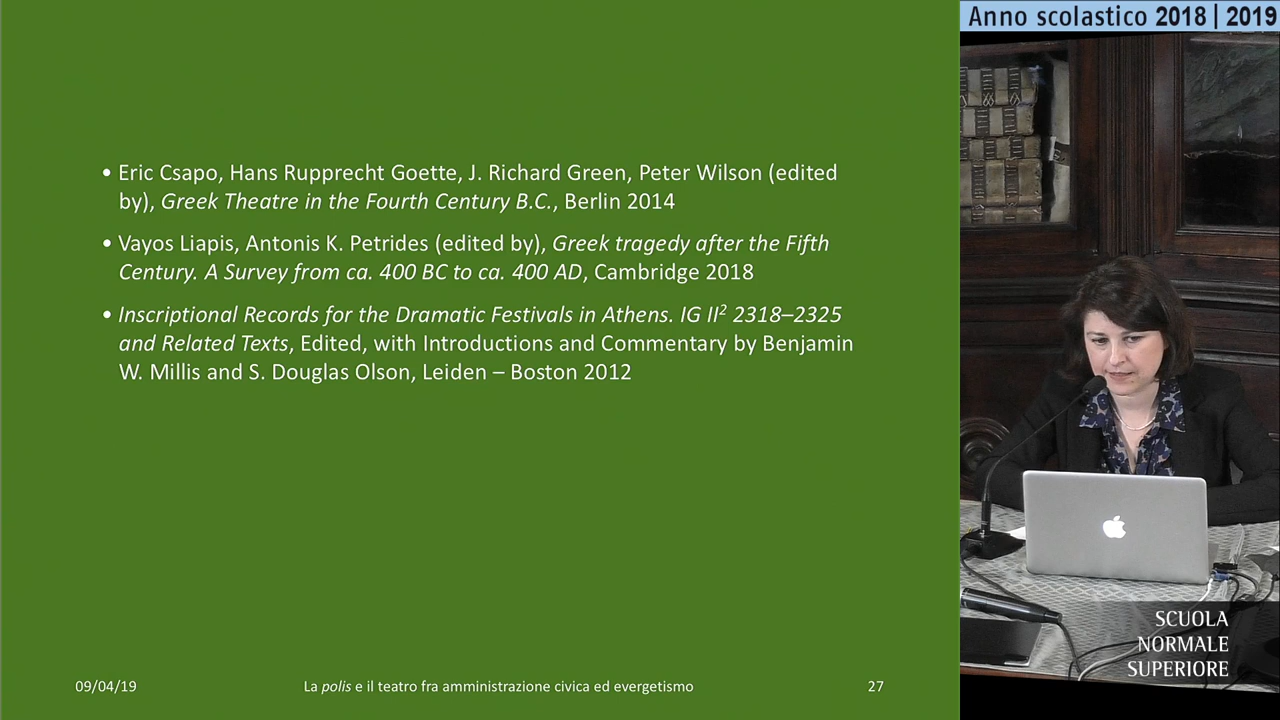 Anno scolastico 2018 | 2019
• Eric Csapo, Hans Rupprecht Goette, J. Richard Green, Peter Wilson (edited
by), Greek Theatre in the Fourth Century B.C., Berlin 2014
• Vayos Liapis, Antonis K. Petrides (edited by), Greek tragedy after the Fifth
Century. A Survey from ca. 400 BC to ca. 400 AD, Cambridge 2018
• Inscriptional Records for the Dramatic Festivals in Athens. IG II² 2318–2325
and Related Texts, Edited, with Introductions and Commentary by Benjamin
W. Millis and S. Douglas Olson, Leiden – Boston 2012
09/04/19
La polis e il teatro fra amministrazione civica ed evergetismo
27
SCUOLA
NORMALE
SUPERIORE